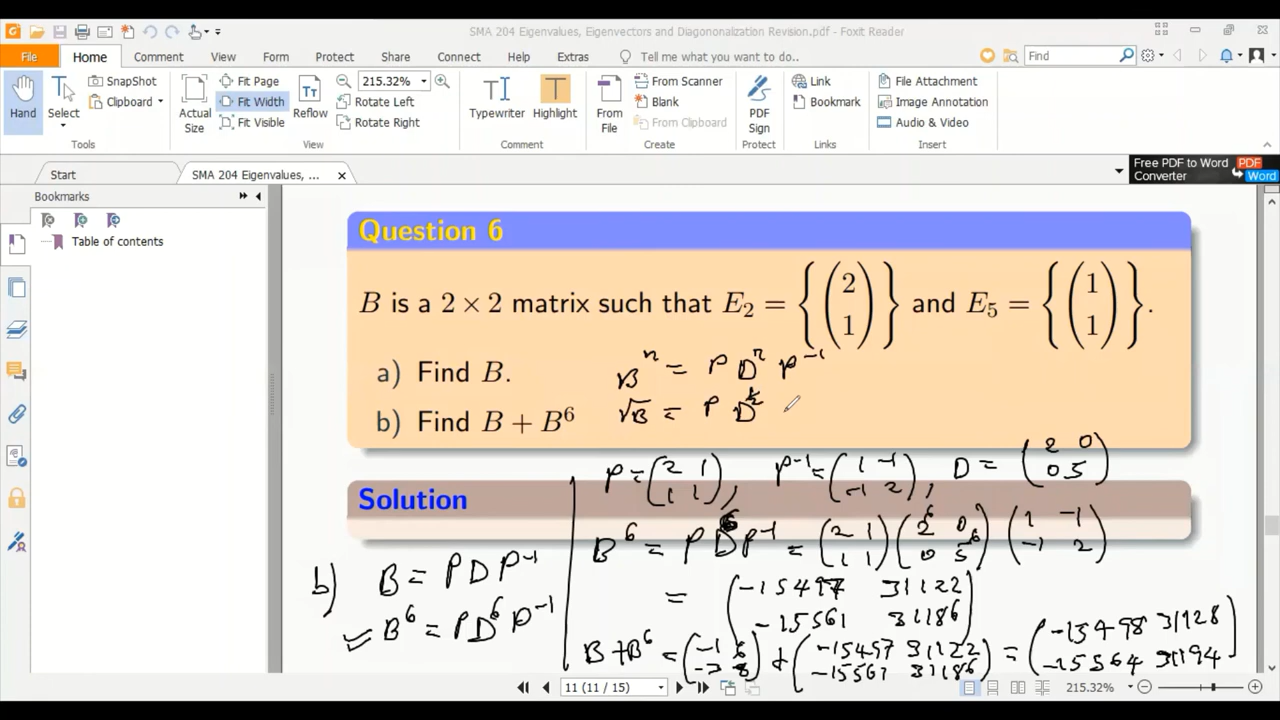 SMA 204 Eigenvalues, Eigenvectors and Diagononalization Revision.pdf - Foxit Reader
File Home Comment View Form Protect Share Connect Help Extras Tell me what you want to do.. Find
Hand Select SnapShot Clipboard Actual Size Fit Page Fit Width Fit Visible Reflow 215.32% Rotate Left Rotate Right Typewriter Highlight From File From Scanner Blank From Clipboard PDF Sign Link Bookmark File Attachment Image Annotation Audio & Video
Tools View Comment Create Protect Links Insert
Start SMA 204 Eigenvalues, ... Free PDF to Word Converter PDF Word
Bookmarks
Table of contents
Question 6
B is a 2 × 2 matrix such that E₂ = {(2 1)} and E₅ = {(1 1)}.
a) Find B. Bⁿ = P Dⁿ P⁻¹
b) Find B + B⁶ √B = P D^½
Solution
P = (2 1 1 1), P⁻¹ = (1 -1 -1 2), D = (2 0 0 5)
B⁶ = P D⁶ P⁻¹ = (2 1 1 1) (2⁶ 0 0 5⁶) (1 -1 -1 2)
= (-15497 31122 -15561 31186)
B+B⁶ = (-1 6 -3 8) + (-15497 31122 -15561 31186) = (-15498 31128 -15564 31194)
b) B = P D P⁻¹
✓ B⁶ = P D⁶ P⁻¹
11 (11 / 15) 215.32%